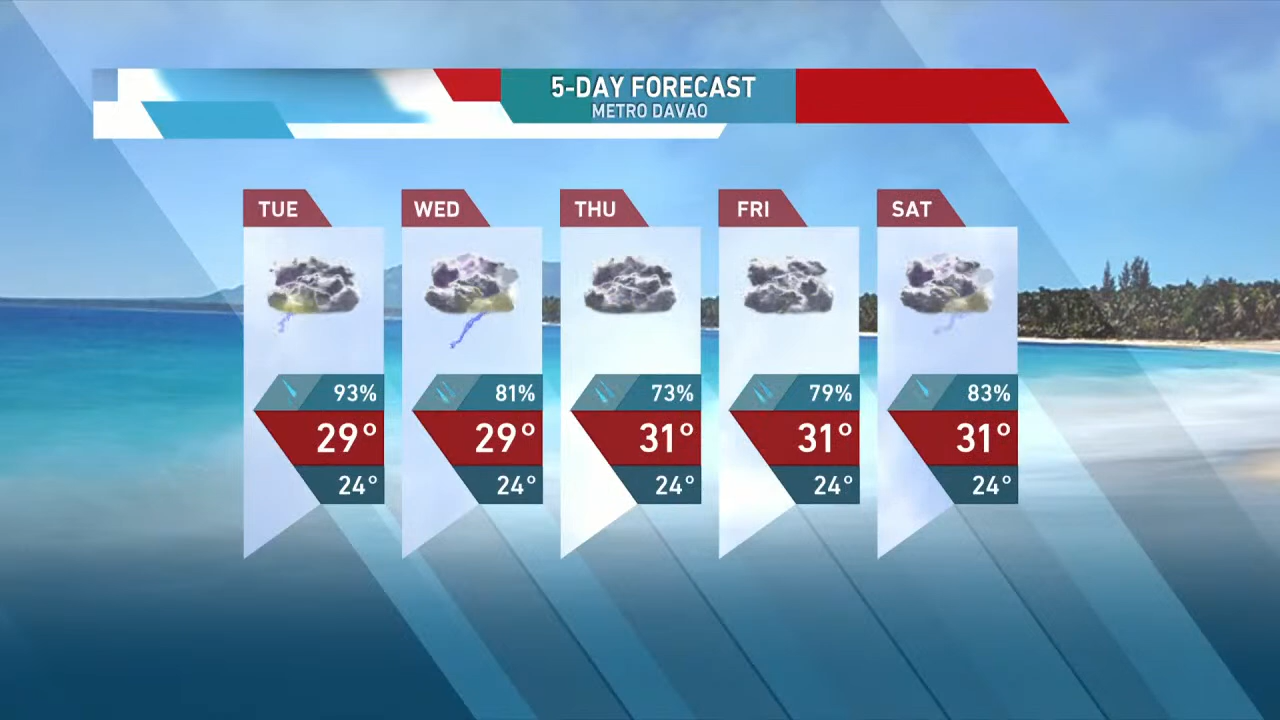 5-DAY FORECAST
METRO DAVAO
TUE WED THU FRI SAT
93% 81% 73% 79% 83%
29° 29° 31° 31° 31°
24° 24° 24° 24° 24°